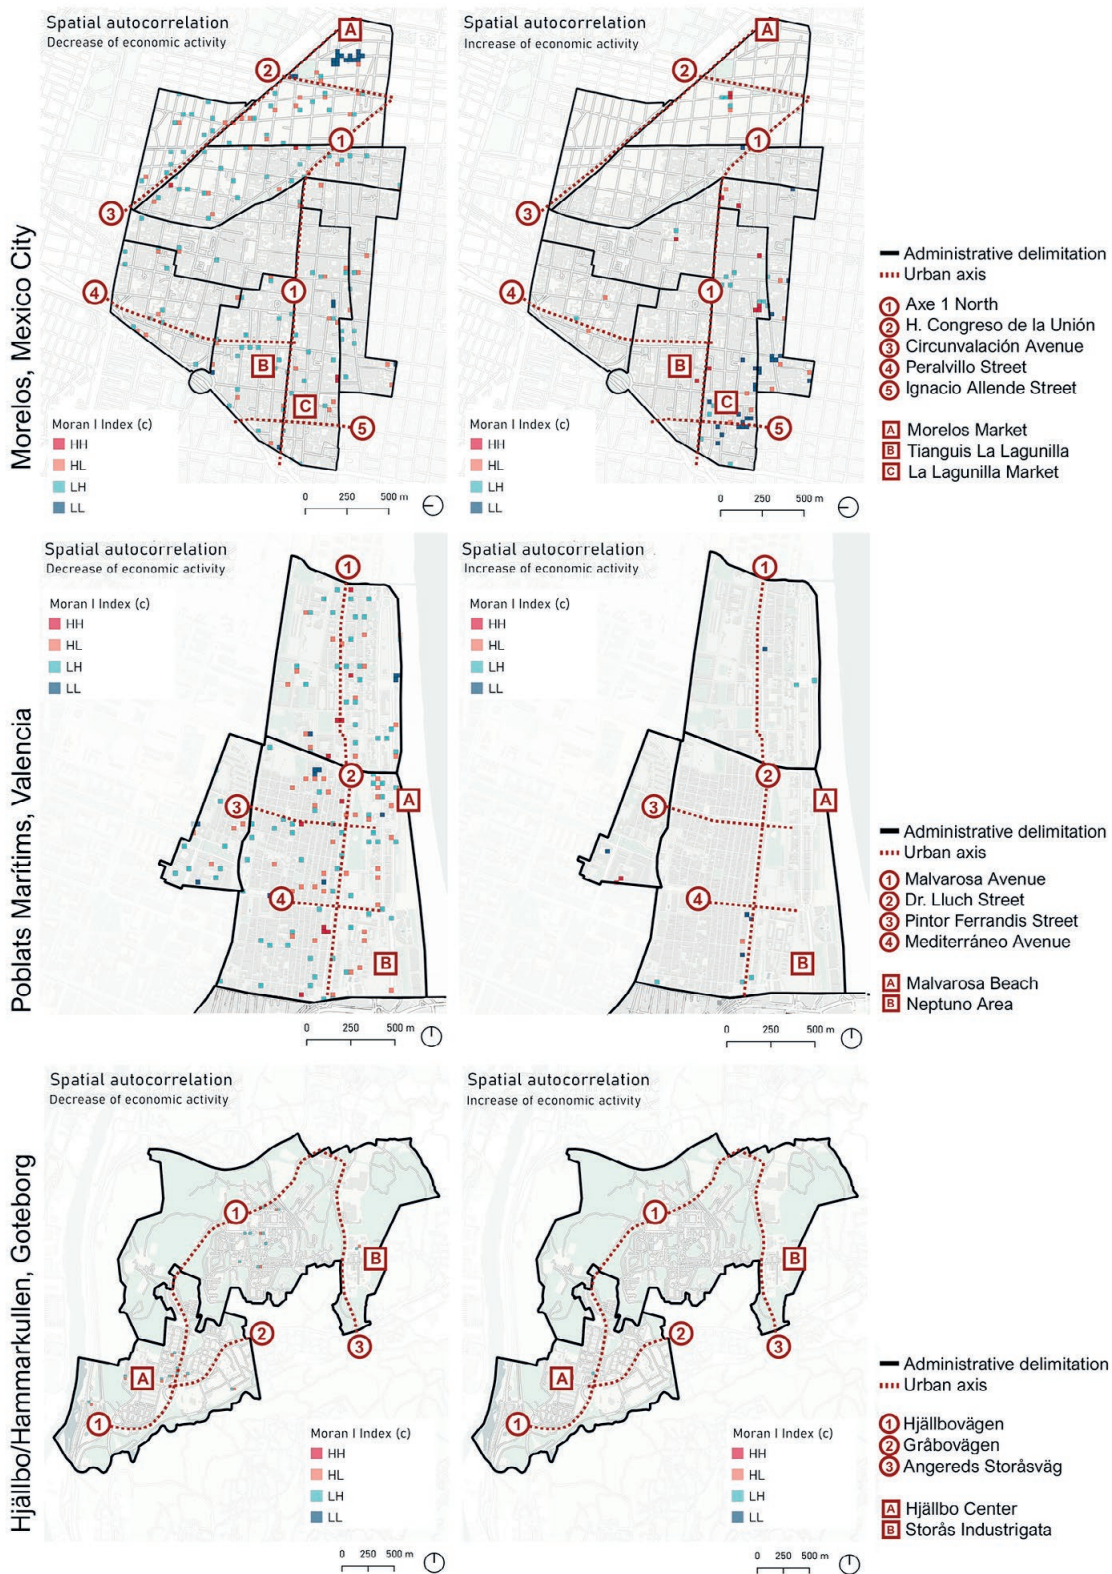 Morelos, Mexico City
Spatial autocorrelation
Decrease of economic activity
A
2
1
3
1
4
B
C
5
Moran I Index (c)
HH
HL
LH
LL
0 250 500 m
Spatial autocorrelation
Increase of economic activity
A
2
1
3
1
4
B
C
5
Moran I Index (c)
HH
HL
LH
LL
0 250 500 m
Administrative delimitation
Urban axis
1 Axe 1 North
2 H. Congreso de la Unión
3 Circunvalación Avenue
4 Peralvillo Street
5 Ignacio Allende Street
A Morelos Market
B Tianguis La Lagunilla
C La Lagunilla Market
Poblats Marítims, Valencia
Spatial autocorrelation
Decrease of economic activity
Moran I Index (c)
HH
HL
LH
LL
1
2
3
A
4
B
0 250 500 m
Spatial autocorrelation
Increase of economic activity
Moran I Index (c)
HH
HL
LH
LL
1
2
3
A
4
B
0 250 500 m
Administrative delimitation
Urban axis
1 Malvarosa Avenue
2 Dr. Lluch Street
3 Pintor Ferrandis Street
4 Mediterráneo Avenue
A Malvarosa Beach
B Neptuno Area
Hjällbo/Hammarkullen, Goteborg
Spatial autocorrelation
Decrease of economic activity
1
B
2
3
A
1
Moran I Index (c)
HH
HL
LH
LL
0 250 500 m
Spatial autocorrelation
Increase of economic activity
1
B
2
3
A
1
Moran I Index (c)
HH
HL
LH
LL
0 250 500 m
Administrative delimitation
Urban axis
1 Hjällbovägen
2 Gråbovägen
3 Angereds Storåsväg
A Hjällbo Center
B Storås Industrigata